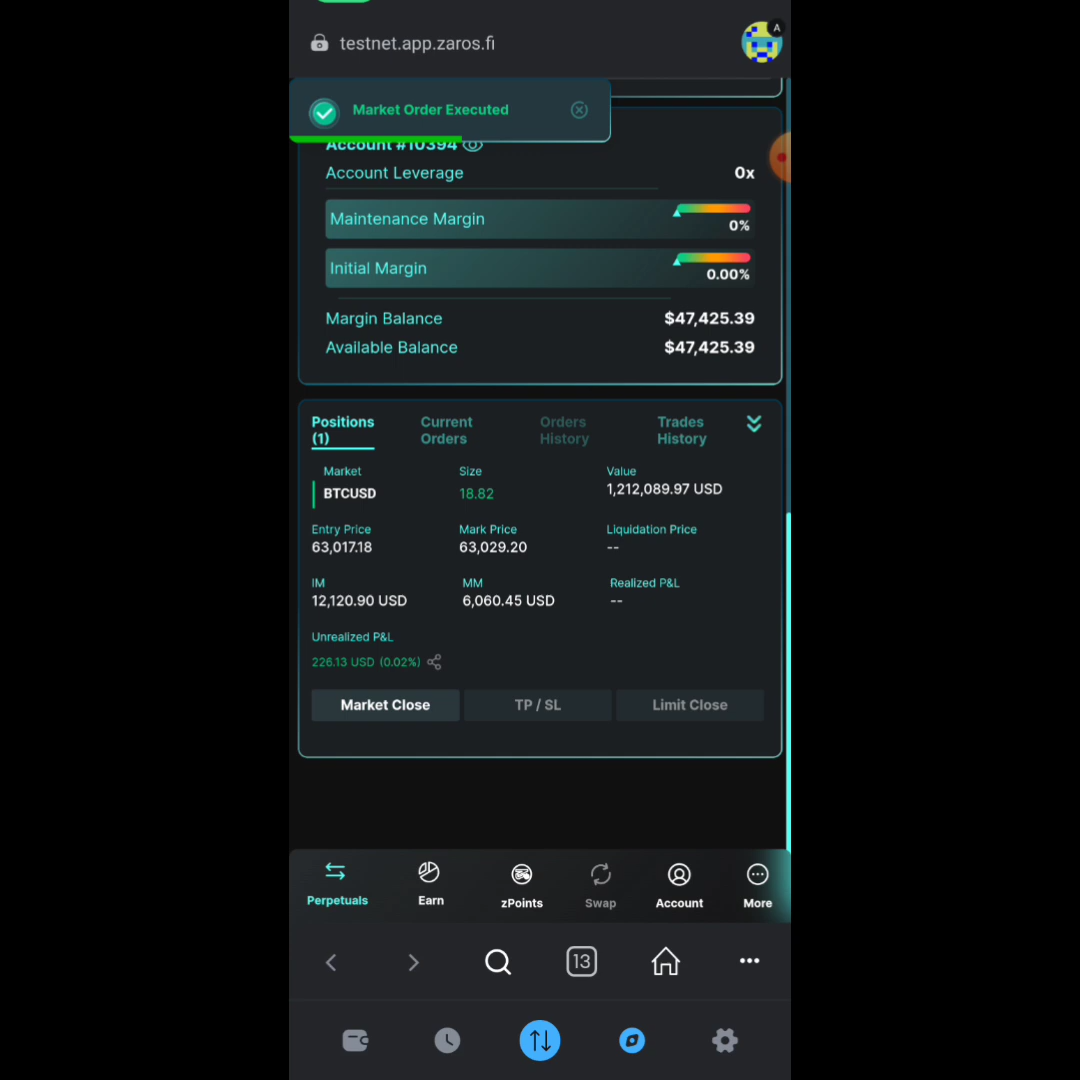 testnet.app.zaros.fi
A
Market Order Executed
Account #10394
Account Leverage 0x
Maintenance Margin 0%
Initial Margin 0.00%
Margin Balance $47,425.39
Available Balance $47,425.39
Positions (1)
Current Orders
Orders History
Trades History
Market Size Value
BTCUSD 18.82 1,212,089.97 USD
Entry Price Mark Price Liquidation Price
63,017.18 63,029.20 --
IM MM Realized P&L
12,120.90 USD 6,060.45 USD --
Unrealized P&L
226.13 USD (0.02%)
Market Close TP / SL Limit Close
Perpetuals Earn zPoints Swap Account More
13